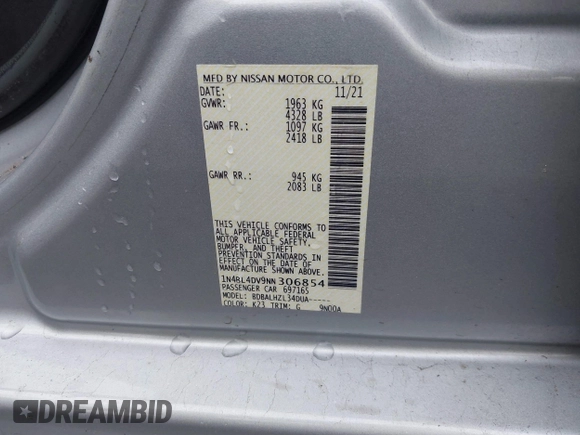 MFD BY NISSAN MOTOR CO., LTD.
DATE: 11/21
GVWR: 1963 KG
4328 LB
GAWR FR.: 1097 KG
2418 LB
GAWR RR.: 945 KG
2083 LB
THIS VEHICLE CONFORMS TO
ALL APPLICABLE FEDERAL
MOTOR VEHICLE SAFETY,
BUMPER, AND THEFT
PREVENTION STANDARDS IN
EFFECT ON THE DATE OF
MANUFACTURE SHOWN ABOVE.
1N4BL4DV9NN306854
PASSENGER CAR 697165
MODEL: BDBALHZL34DUA-----
COLOR: K23 TRIM: G 9N00A
DREAMBID